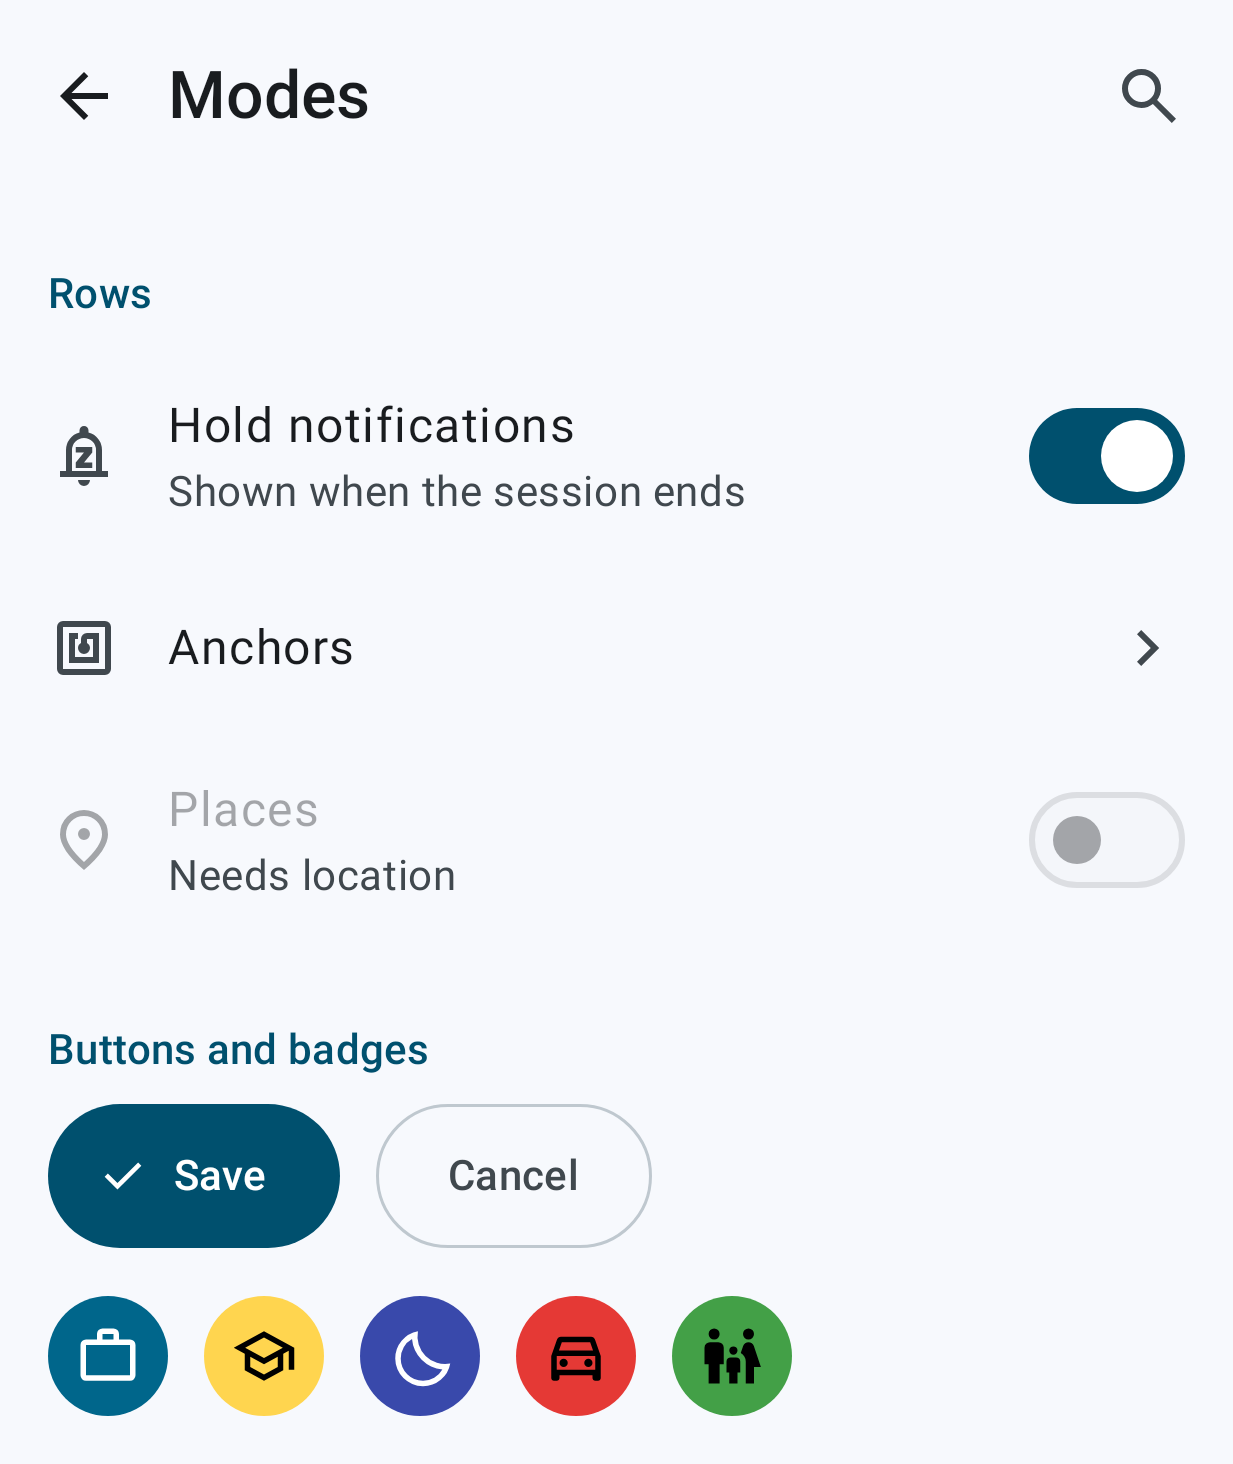 Modes
Rows
Hold notifications
Shown when the session ends
Anchors
Places
Needs location
Buttons and badges
Save
Cancel